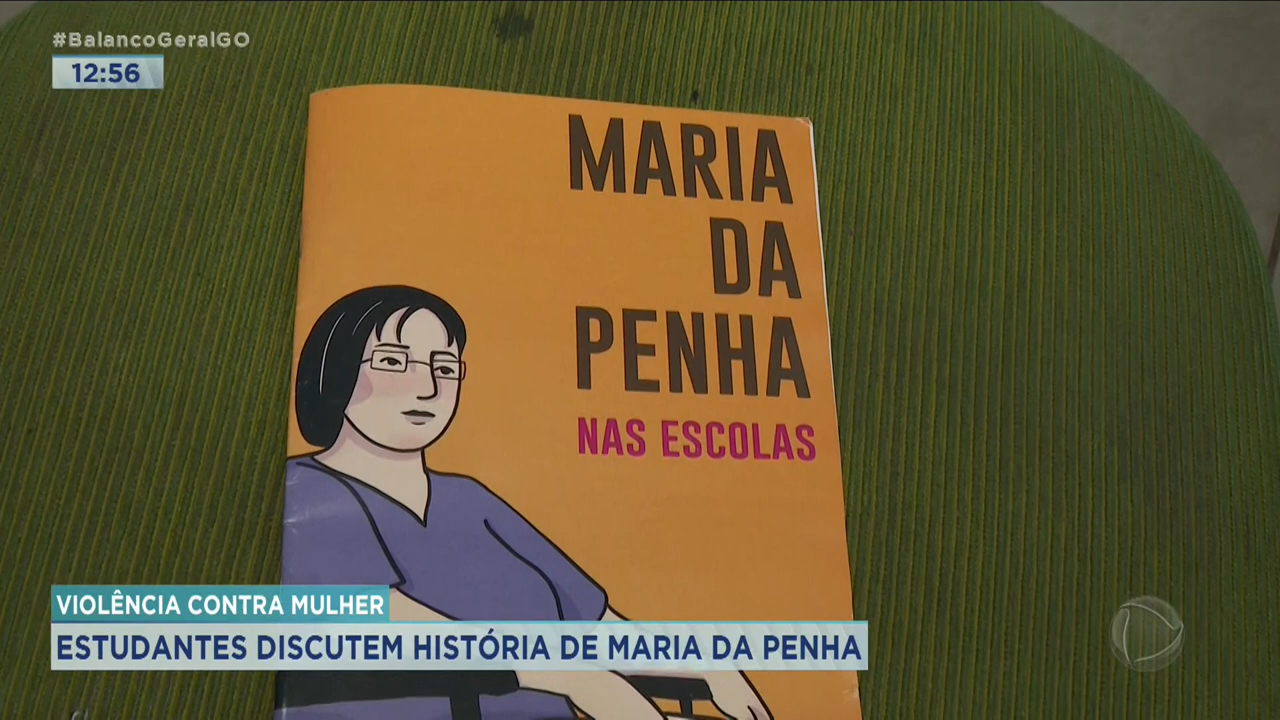 #BalancoGeralGO
12:56
MARIA
DA
PENHA
NAS ESCOLAS
VIOLÊNCIA CONTRA MULHER
ESTUDANTES DISCUTEM HISTÓRIA DE MARIA DA PENHA